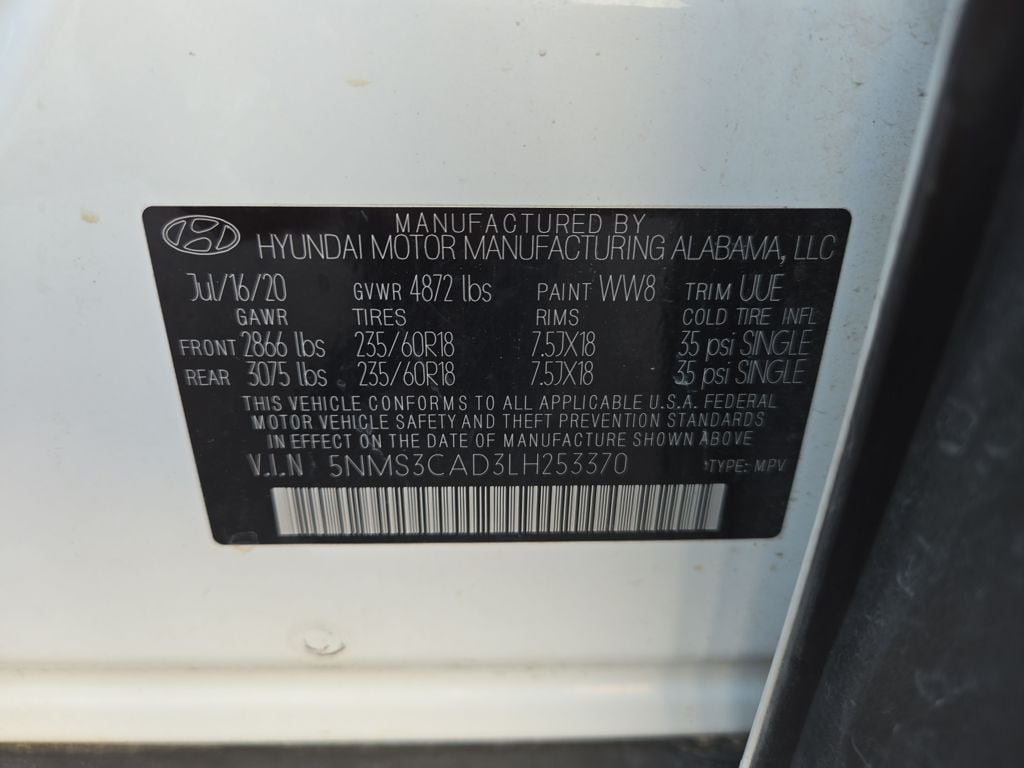 MANUFACTURED BY
HYUNDAI MOTOR MANUFACTURING ALABAMA, LLC
Jul/16/20 GVWR 4872 lbs PAINT WW8 TRIM UUE
GAWR TIRES RIMS COLD TIRE INFL
FRONT 2866 lbs 235/60R18 7.5JX18 35 psi SINGLE
REAR 3075 lbs 235/60R18 7.5JX18 35 psi SINGLE
THIS VEHICLE CONFORMS TO ALL APPLICABLE U.S.A. FEDERAL
MOTOR VEHICLE SAFETY AND THEFT PREVENTION STANDARDS
IN EFFECT ON THE DATE OF MANUFACTURE SHOWN ABOVE
V.I.N 5NMS3CAD3LH253370 TYPE: MPV